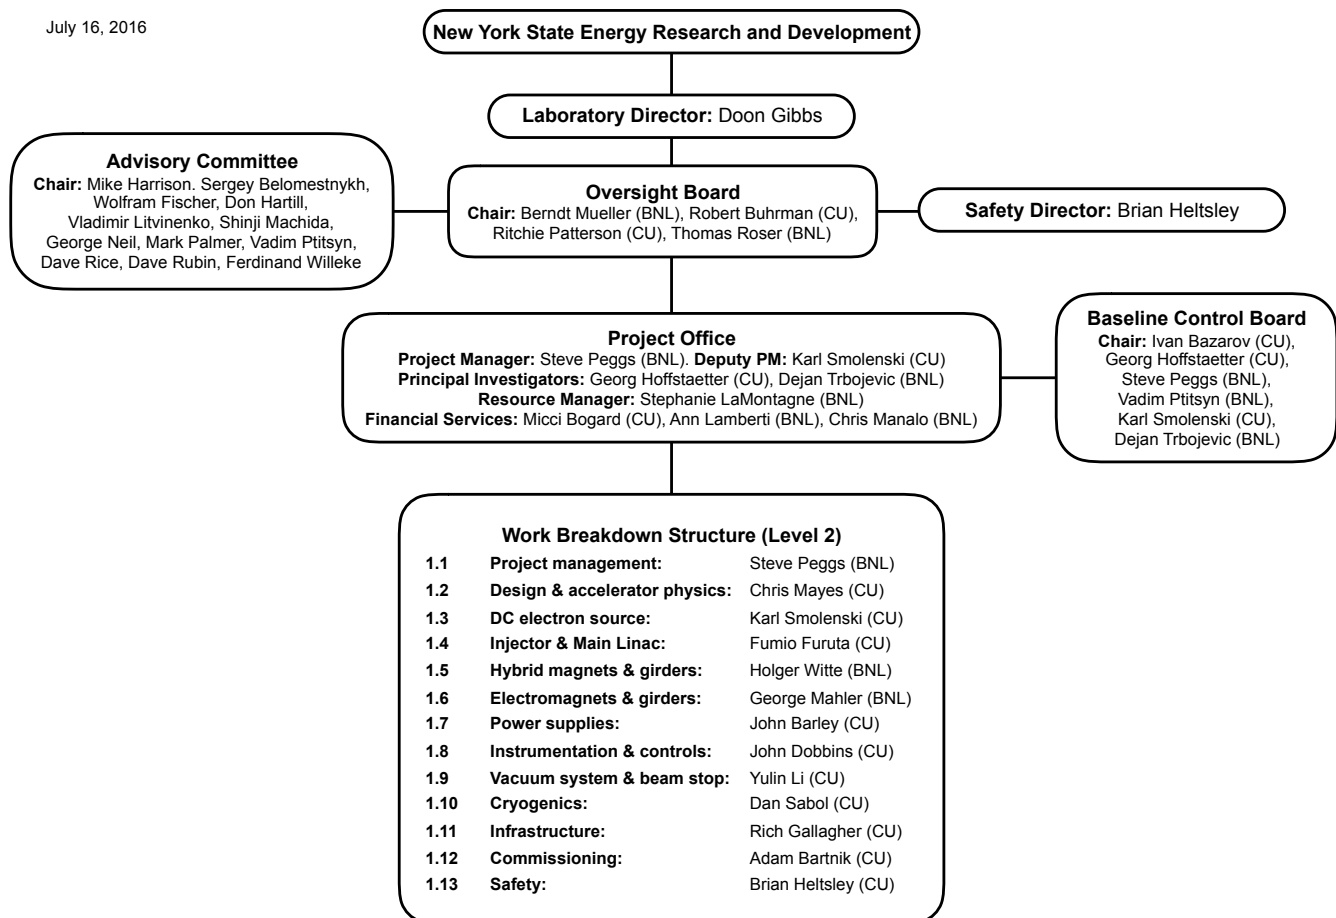 July 16, 2016
New York State Energy Research and Development
Laboratory Director: Doon Gibbs
Advisory Committee
Chair: Mike Harrison. Sergey Belomestnykh,
Wolfram Fischer, Don Hartill,
Vladimir Litvinenko, Shinji Machida,
George Neil, Mark Palmer, Vadim Ptitsyn,
Dave Rice, Dave Rubin, Ferdinand Willeke
Oversight Board
Chair: Berndt Mueller (BNL), Robert Buhrman (CU),
Ritchie Patterson (CU), Thomas Roser (BNL)
Safety Director: Brian Heltsley
Project Office
Project Manager: Steve Peggs (BNL). Deputy PM: Karl Smolenski (CU)
Principal Investigators: Georg Hoffstaetter (CU), Dejan Trbojevic (BNL)
Resource Manager: Stephanie LaMontagne (BNL)
Financial Services: Micci Bogard (CU), Ann Lamberti (BNL), Chris Manalo (BNL)
Baseline Control Board
Chair: Ivan Bazarov (CU),
Georg Hoffstaetter (CU),
Steve Peggs (BNL),
Vadim Ptitsyn (BNL),
Karl Smolenski (CU),
Dejan Trbojevic (BNL)
Work Breakdown Structure (Level 2)
1.1 Project management: Steve Peggs (BNL)
1.2 Design & accelerator physics: Chris Mayes (CU)
1.3 DC electron source: Karl Smolenski (CU)
1.4 Injector & Main Linac: Fumio Furuta (CU)
1.5 Hybrid magnets & girders: Holger Witte (BNL)
1.6 Electromagnets & girders: George Mahler (BNL)
1.7 Power supplies: John Barley (CU)
1.8 Instrumentation & controls: John Dobbins (CU)
1.9 Vacuum system & beam stop: Yulin Li (CU)
1.10 Cryogenics: Dan Sabol (CU)
1.11 Infrastructure: Rich Gallagher (CU)
1.12 Commissioning: Adam Bartnik (CU)
1.13 Safety: Brian Heltsley (CU)